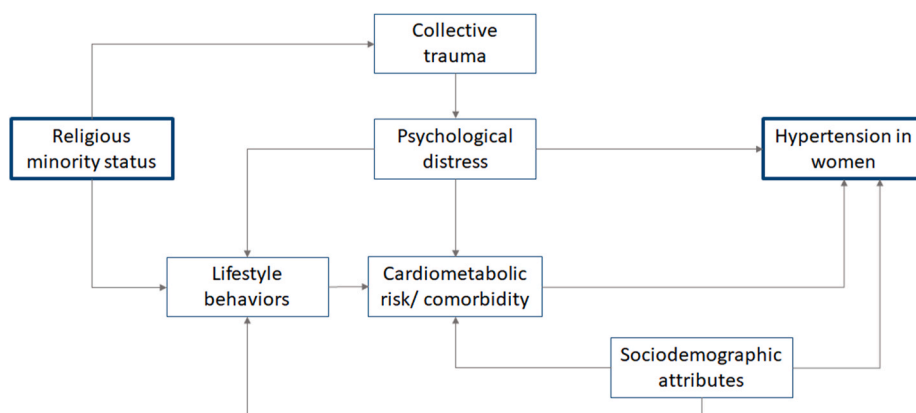 Collective
trauma
Religious
minority status
Psychological
distress
Hypertension in
women
Lifestyle
behaviors
Cardiometabolic
risk/ comorbidity
Sociodemographic
attributes